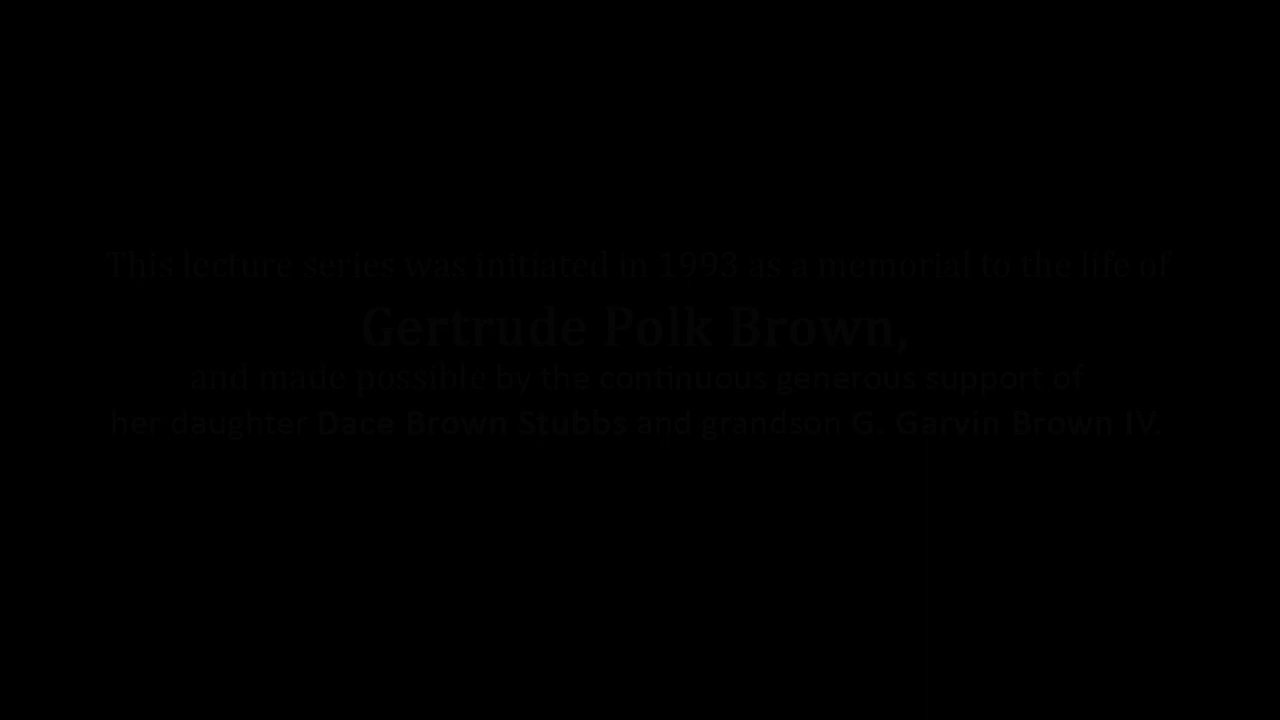 This lecture series was initiated in 1993 as a memorial to the life of
Gertrude Polk Brown,
and made possible by the continuous generous support of
her daughter Dace Brown Stubbs and grandson G. Garvin Brown IV.